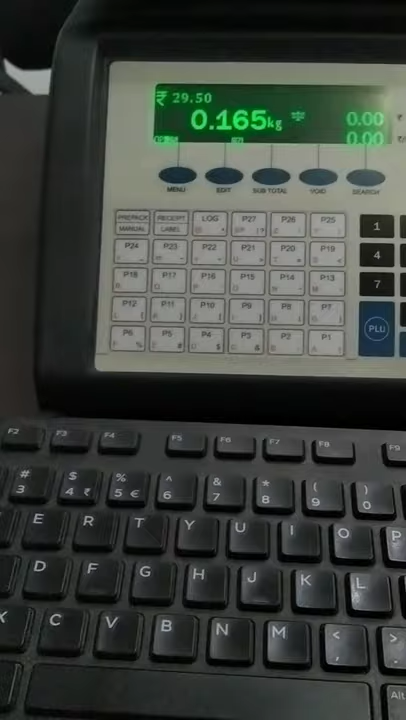 ₹ 29.50
0.165kg 0.00 ₹
0.00
MENU EDIT SUB TOTAL VOID SEARCH
PREPACK RECEIPT LOG P27 P26 P25 1
MANUAL LABEL
P24 P23 P22 P21 P20 P19 4
P18 P17 P16 P15 P14 P13 7
P12 P11 P10 P9 P8 P7
P6 P5 P4 P3 P2 P1 PLU
F2 F3 F4 F5 F6 F7 F8 F9
# $ % ^ & * ( )
3 4 ₹ 5 € 6 7 8 9 0
E R T Y U I O P
D F G H J K L
X C V B N M < >
, .
Alt